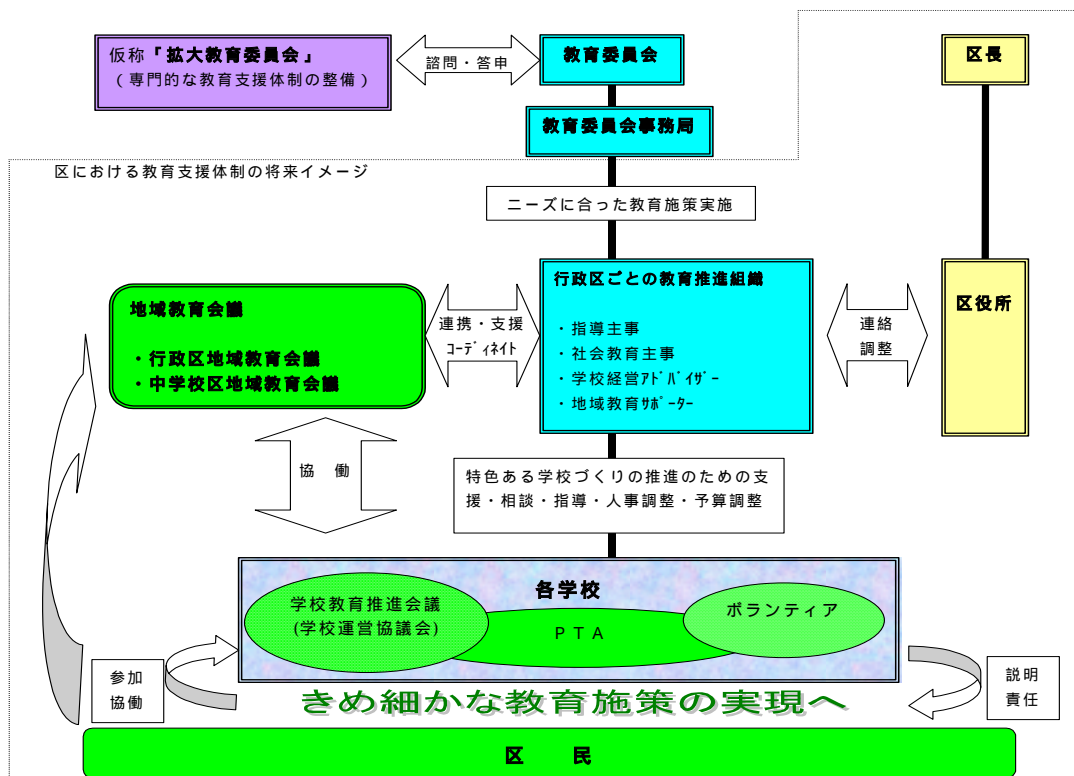 仮称「拡大教育委員会」
(専門的な教育支援体制の整備)
諮問・答申
教育委員会
区長
教育委員会事務局
区における教育支援体制の将来イメージ
ニーズに合った教育施策実施
地域教育会議
・行政区地域教育会議
・中学校区地域教育会議
連携・支援
ｺｰﾃﾞｨﾈｲﾄ
行政区ごとの教育推進組織
・指導主事
・社会教育主事
・学校経営ｱﾄﾞﾊﾞｲｻﾞｰ
・地域教育ｻﾎﾟｰﾀｰ
連絡
調整
区役所
協 働
特色ある学校づくりの推進のための支
援・相談・指導・人事調整・予算調整
各学校
学校教育推進会議
(学校運営協議会)
ＰＴＡ
ボランティア
参加
協働
説明
責任
きめ細かな教育施策の実現へ
区 民